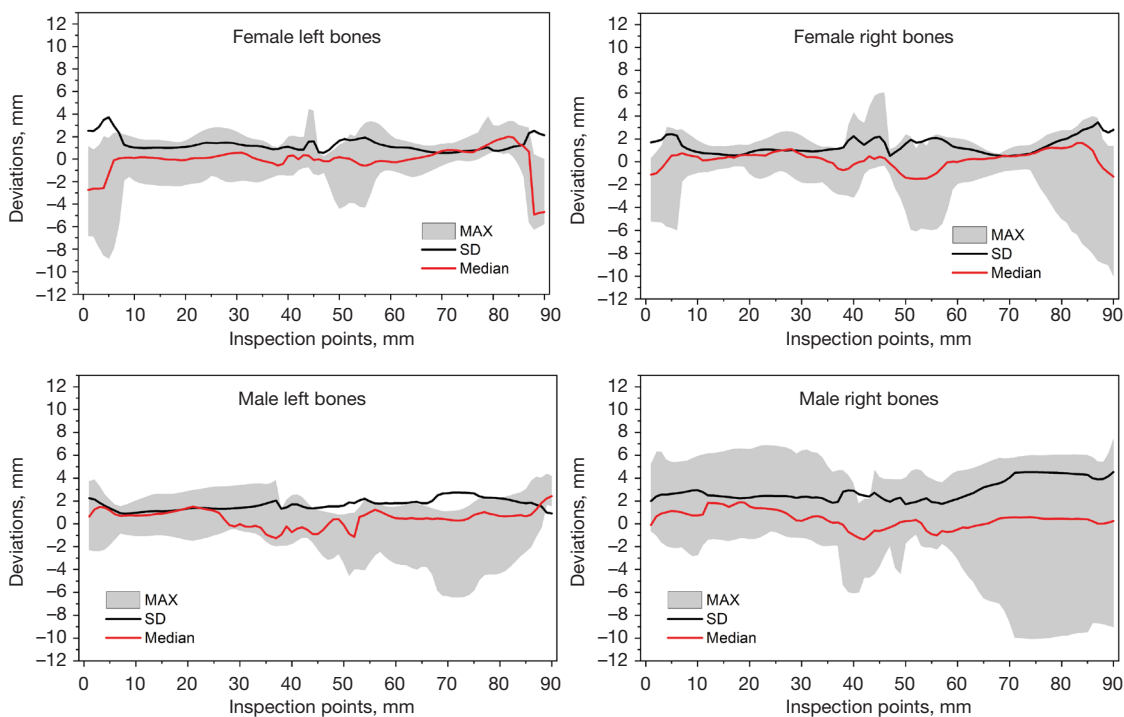 Female left bones
12
10
8
6
4
2
0
–2
–4
–6
–8
–10
–12
Deviations, mm
MAX
SD
Median
0 10 20 30 40 50 60 70 80 90
Inspection points, mm
Female right bones
12
10
8
6
4
2
0
–2
–4
–6
–8
–10
–12
Deviations, mm
MAX
SD
Median
0 10 20 30 40 50 60 70 80 90
Inspection points, mm
Male left bones
12
10
8
6
4
2
0
–2
–4
–6
–8
–10
–12
Deviations, mm
MAX
SD
Median
0 10 20 30 40 50 60 70 80 90
Inspection points, mm
Male right bones
12
10
8
6
4
2
0
–2
–4
–6
–8
–10
–12
Deviations, mm
MAX
SD
Median
0 10 20 30 40 50 60 70 80 90
Inspection points, mm